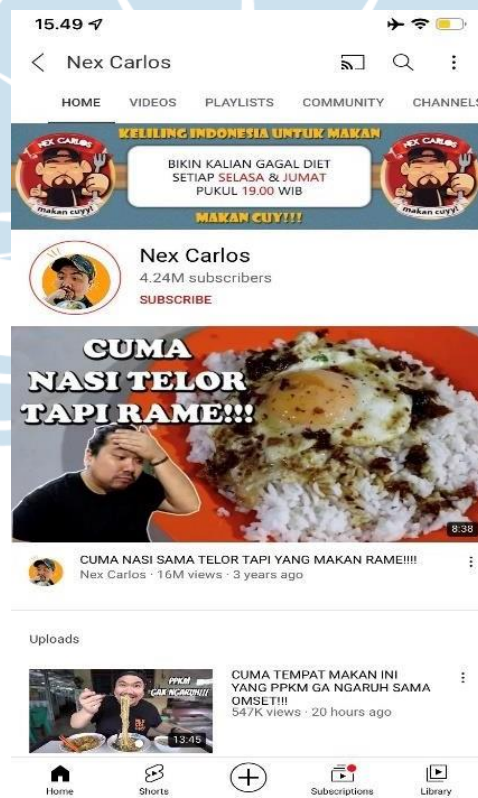 15.49
Nex Carlos
HOME VIDEOS PLAYLISTS COMMUNITY CHANNELS
KELILING INDONESIA UNTUK MAKAN
NEX CARLOS
makan cuyy!
BIKIN KALIAN GAGAL DIET
SETIAP SELASA & JUMAT
PUKUL 19.00 WIB
MAKAN CUY!!!
NEX CARLOS
makan cuyy!
Nex Carlos
4.24M subscribers
SUBSCRIBE
CUMA
NASI TELOR
TAPI RAME!!!
8:38
CUMA NASI SAMA TELOR TAPI YANG MAKAN RAME!!!!
Nex Carlos · 16M views · 3 years ago
Uploads
PPKM
GAK NGARUH!!!
13:45
CUMA TEMPAT MAKAN INI
YANG PPKM GA NGARUH SAMA
OMSET!!!
547K views · 20 hours ago
Home Shorts Subscriptions Library